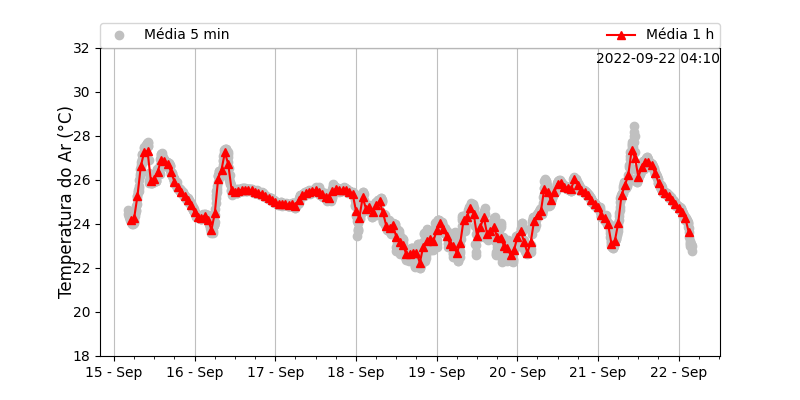 Média 5 min
Média 1 h
2022-09-22 04:10
Temperatura do Ar (°C)
32
30
28
26
24
22
20
18
15 - Sep
16 - Sep
17 - Sep
18 - Sep
19 - Sep
20 - Sep
21 - Sep
22 - Sep